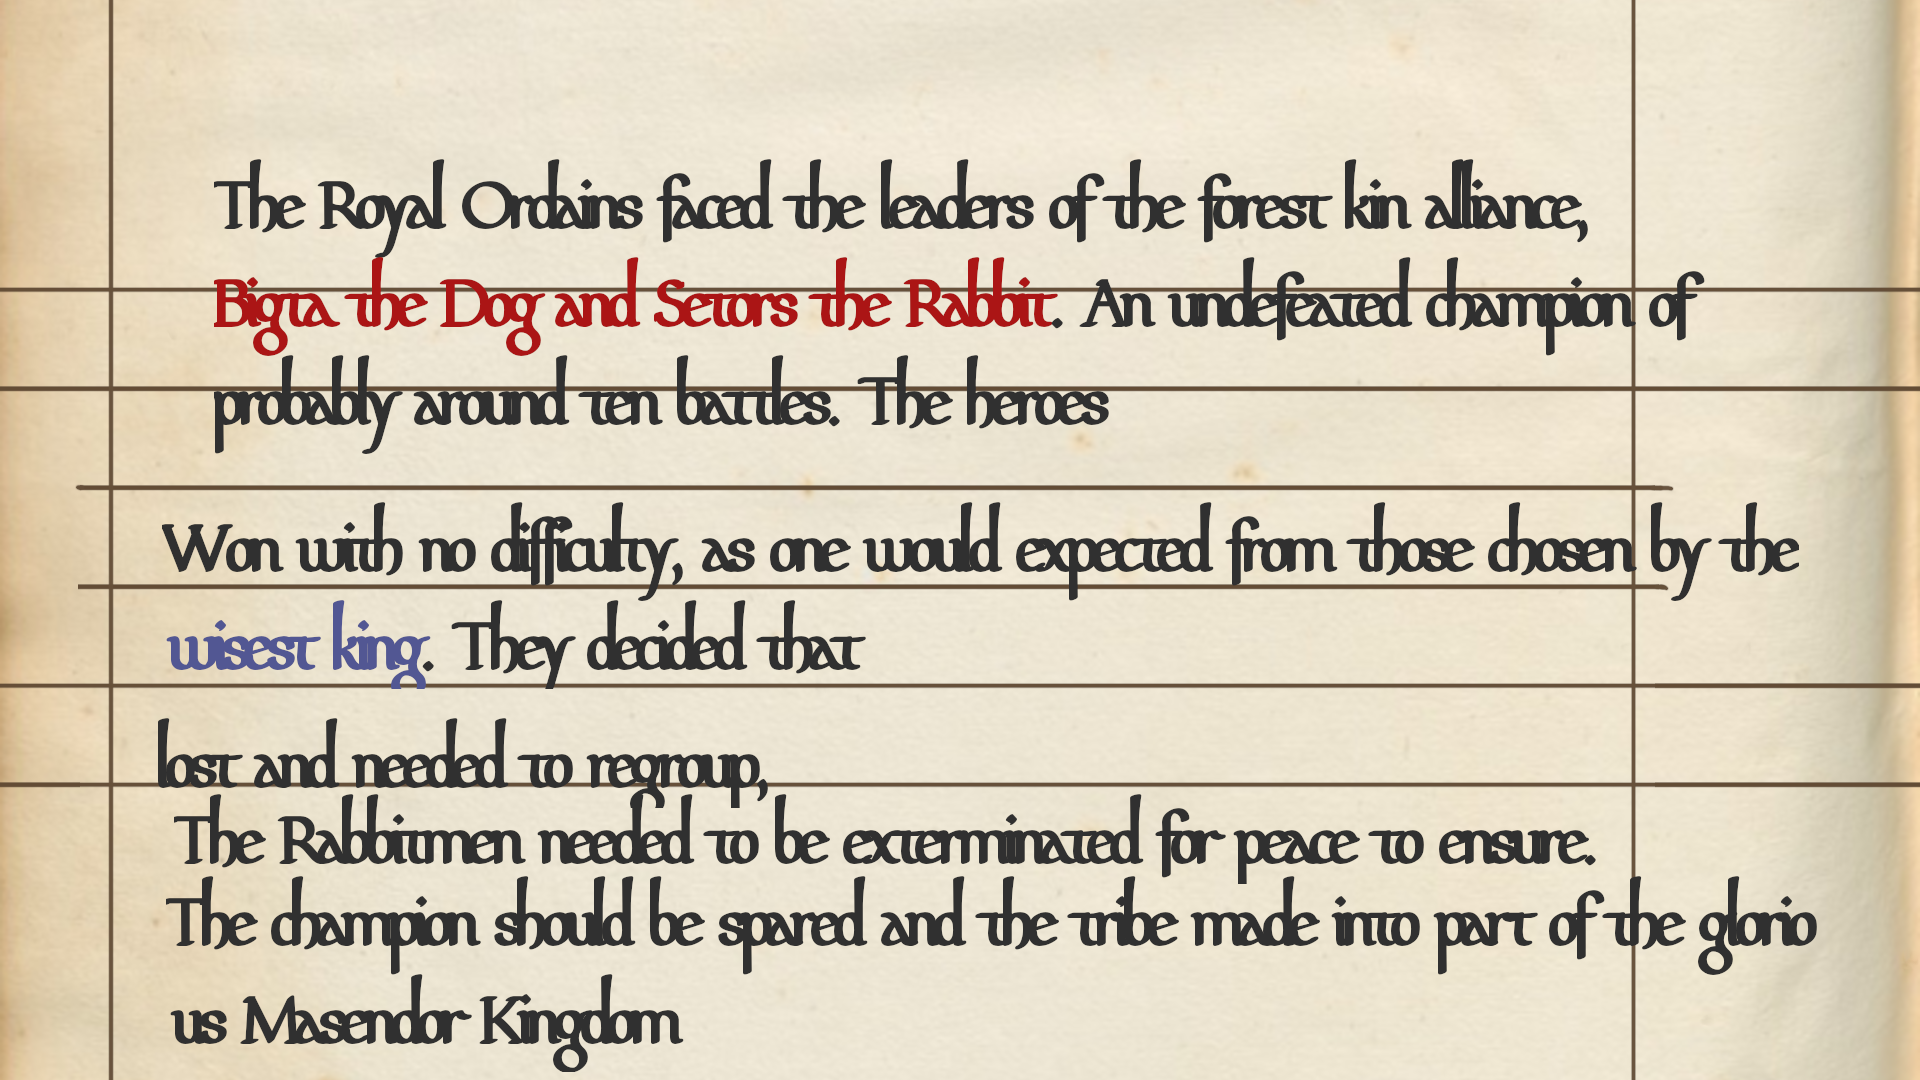 The Royal Ordains faced the leaders of the forest kin alliance,
Bigta the Dog and Setors the Rabbit. An undefeated champion of
probably around ten battles. The heroes
Won with no difficulty, as one would expected from those chosen by the
wisest king. They decided that
lost and needed to regroup,
The Rabbitmen needed to be exterminated for peace to ensure.
The champion should be spared and the tribe made into part of the glorio
us Masendor Kingdom